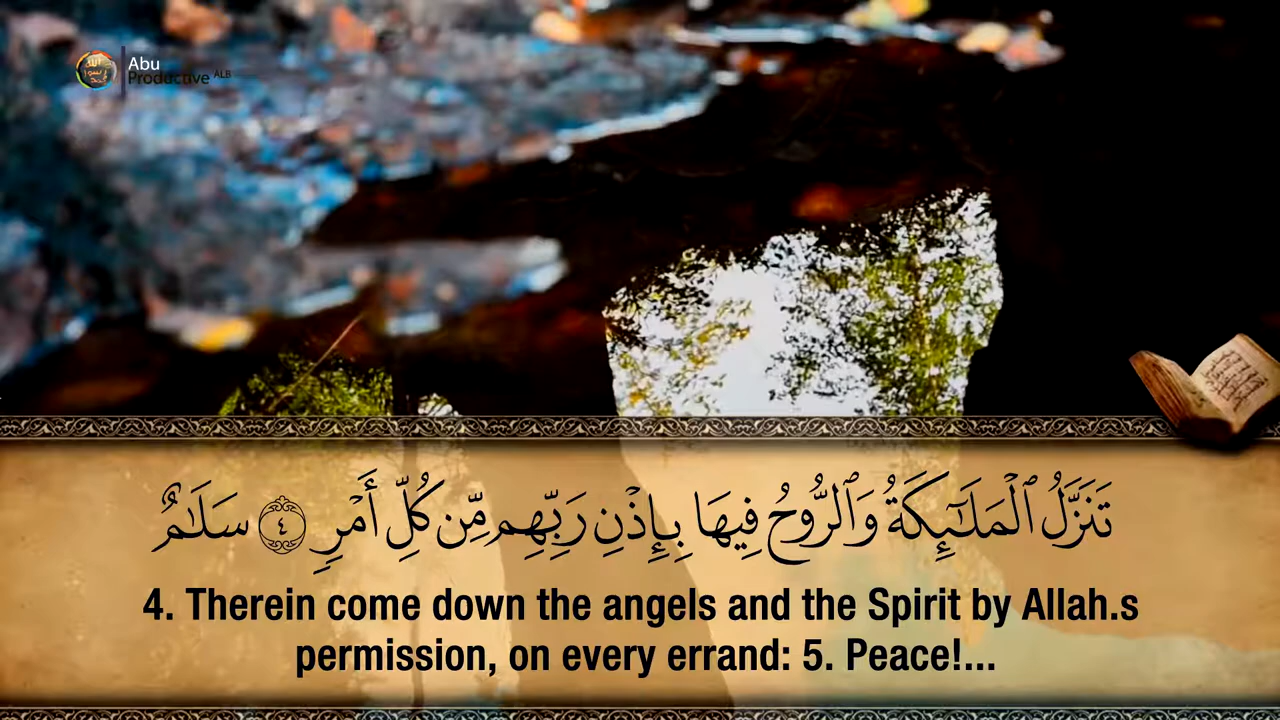 Abu
Productive ALB
تَنَزَّلُ ٱلْمَلَـٰٓئِكَةُ وَٱلرُّوحُ فِيهَا بِإِذْنِ رَبِّهِم مِّن كُلِّ أَمْرٍ ٤ سَلَـٰمٌ
4. Therein come down the angels and the Spirit by Allah.s
permission, on every errand: 5. Peace!...